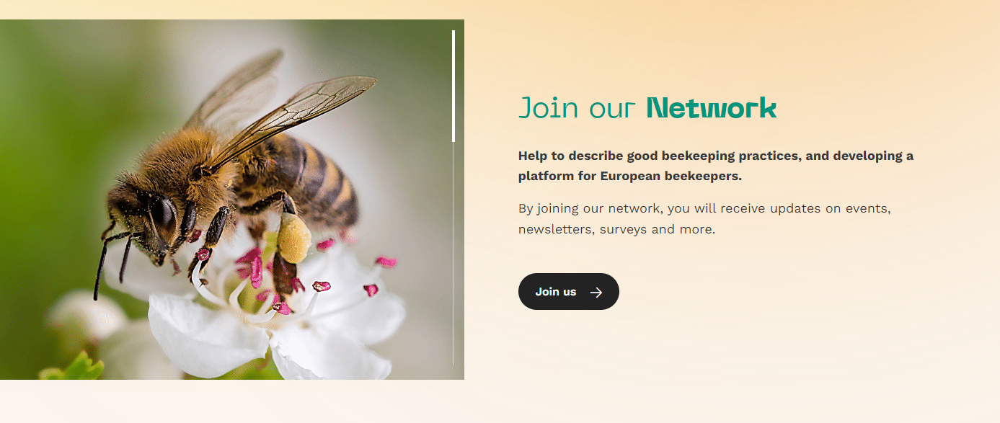 Join our Network
Help to describe good beekeeping practices, and developing a
platform for European beekeepers.
By joining our network, you will receive updates on events,
newsletters, surveys and more.
Join us